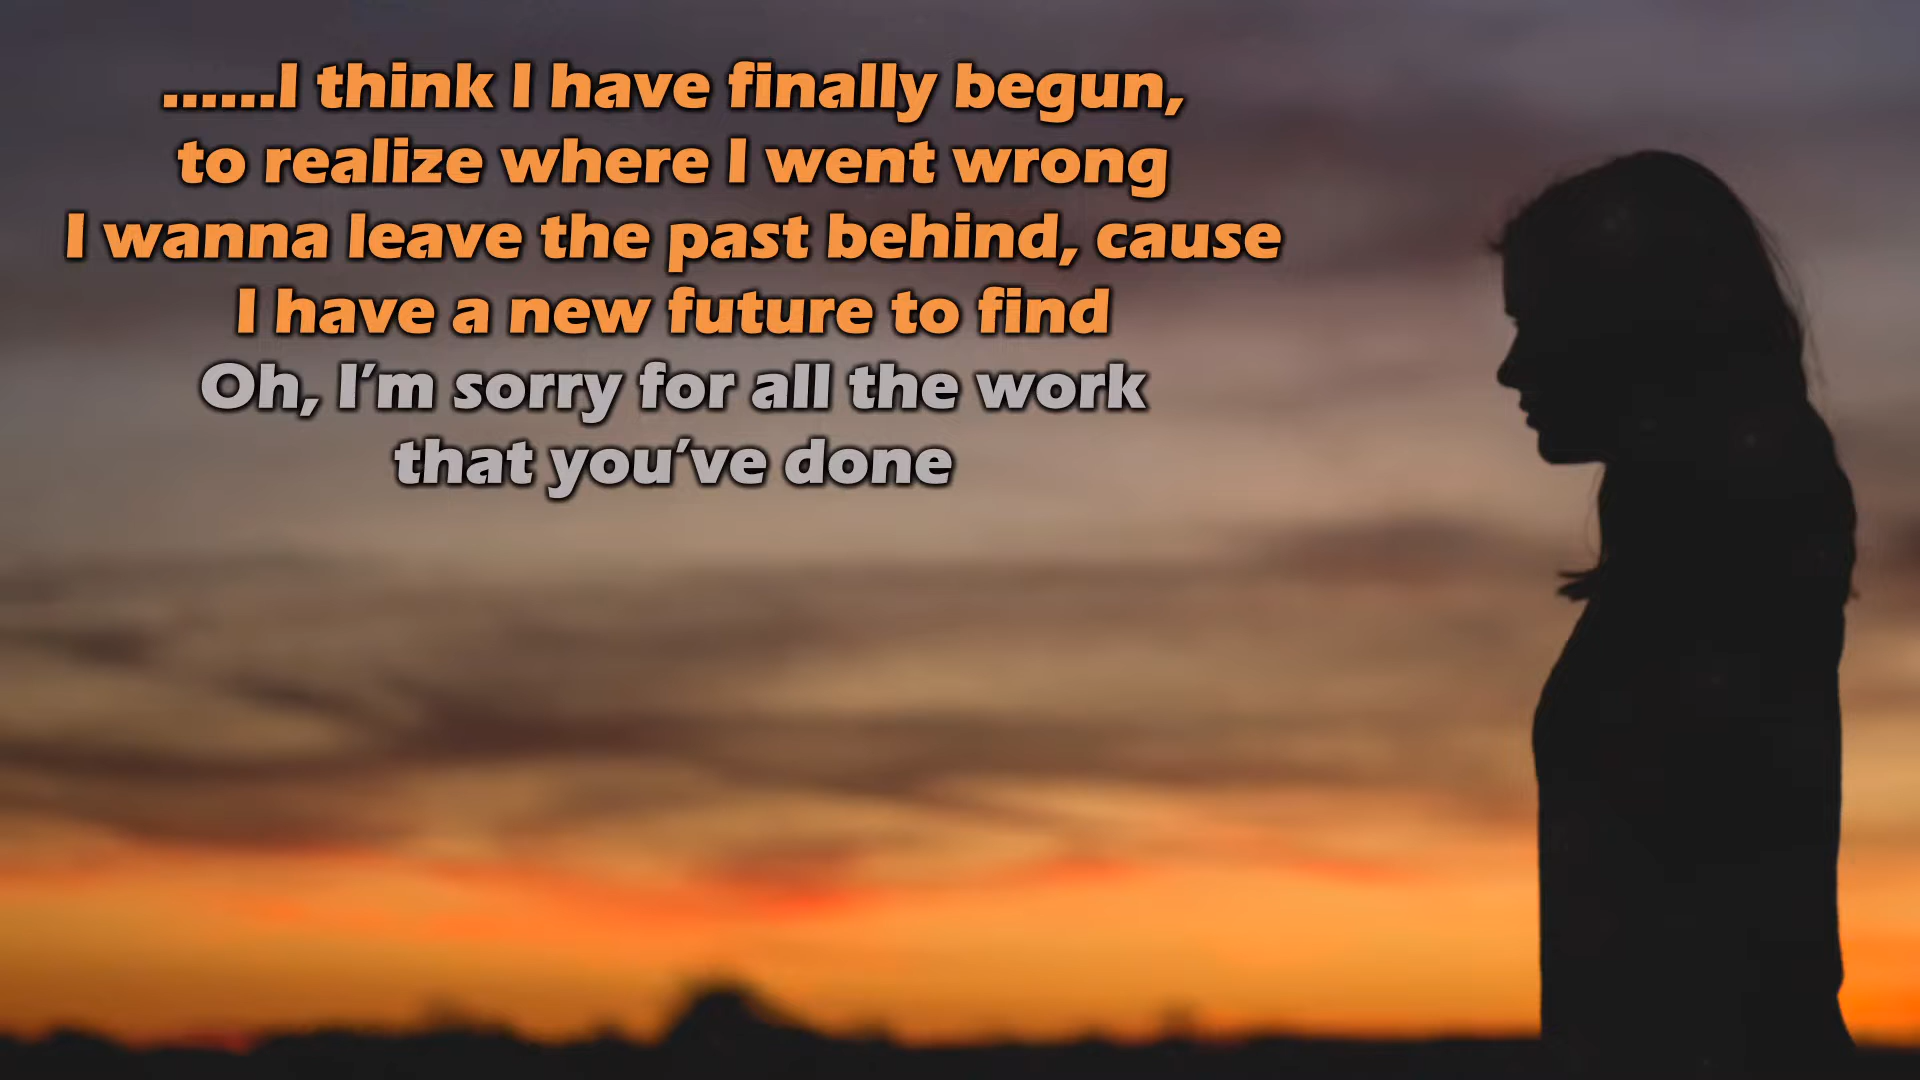 ......I think I have finally begun,
to realize where I went wrong
I wanna leave the past behind, cause
I have a new future to find
Oh, I’m sorry for all the work
that you’ve done